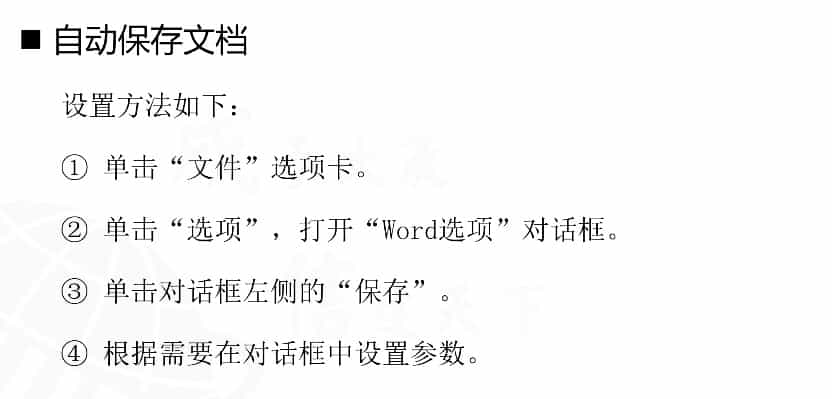 ■ 自动保存文档
设置方法如下：
① 单击“文件”选项卡。
② 单击“选项”，打开“Word选项”对话框。
③ 单击对话框左侧的“保存”。
④ 根据需要在对话框中设置参数。